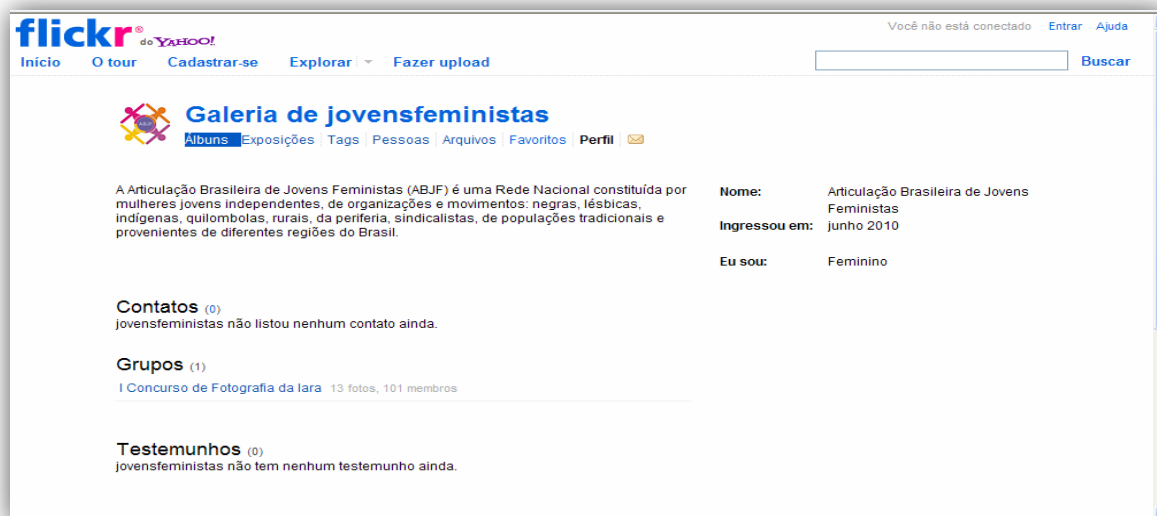 flickr® do YAHOO!
Você não está conectado Entrar Ajuda
Início O tour Cadastrar-se Explorar Fazer upload Buscar
ABJF
Galeria de jovensfeministas
Álbuns Exposições Tags Pessoas Arquivos Favoritos Perfil
A Articulação Brasileira de Jovens Feministas (ABJF) é uma Rede Nacional constituída por
mulheres jovens independentes, de organizações e movimentos: negras, lésbicas,
indígenas, quilombolas, rurais, da periferia, sindicalistas, de populações tradicionais e
provenientes de diferentes regiões do Brasil.
Nome: Articulação Brasileira de Jovens
Feministas
Ingressou em: junho 2010
Eu sou: Feminino
Contatos (0)
jovensfeministas não listou nenhum contato ainda.
Grupos (1)
I Concurso de Fotografia da Iara 13 fotos, 101 membros
Testemunhos (0)
jovensfeministas não tem nenhum testemunho ainda.